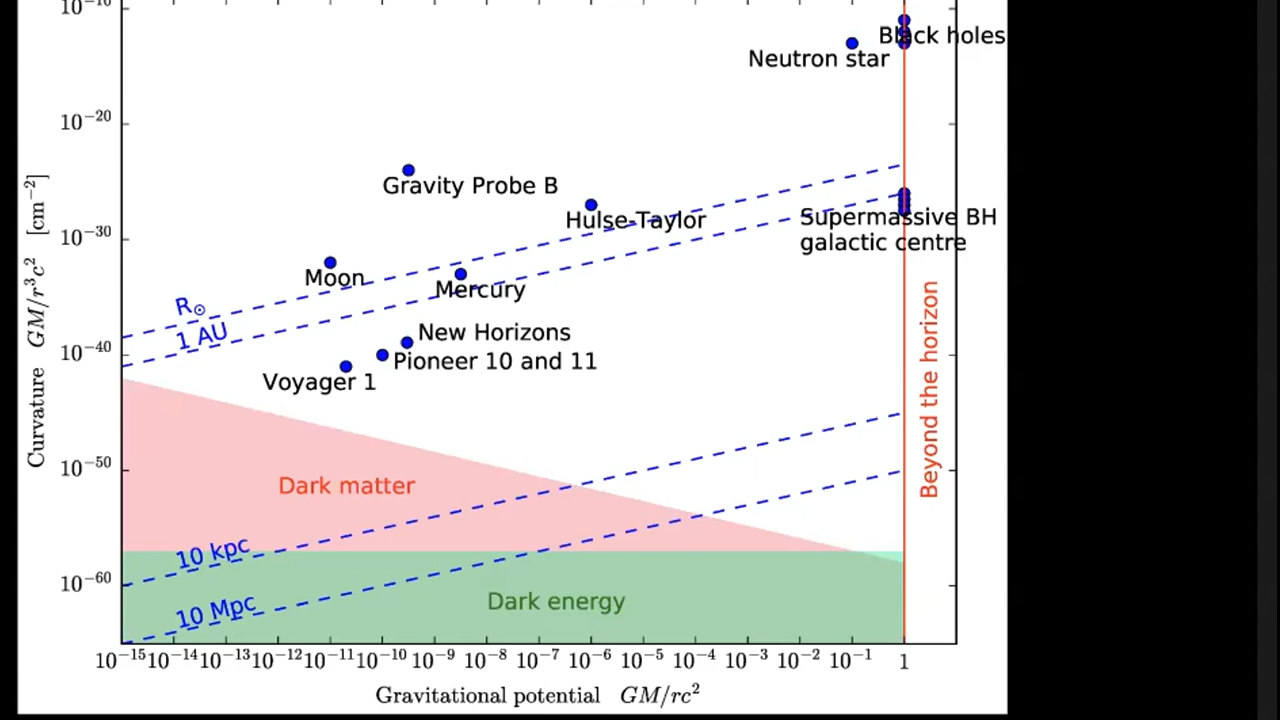 10⁻¹⁰
Black holes
Neutron star
10⁻²⁰
Gravity Probe B
Hulse-Taylor
Supermassive BH
galactic centre
10⁻³⁰
Moon
Mercury
R☉
1 AU
New Horizons
10⁻⁴⁰
Pioneer 10 and 11
Voyager 1
Curvature GM/r³c² [cm⁻²]
Beyond the horizon
10⁻⁵⁰
Dark matter
10 kpc
10⁻⁶⁰
Dark energy
10 Mpc
10⁻¹⁵ 10⁻¹⁴ 10⁻¹³ 10⁻¹² 10⁻¹¹ 10⁻¹⁰ 10⁻⁹ 10⁻⁸ 10⁻⁷ 10⁻⁶ 10⁻⁵ 10⁻⁴ 10⁻³ 10⁻² 10⁻¹ 1
Gravitational potential GM/rc²